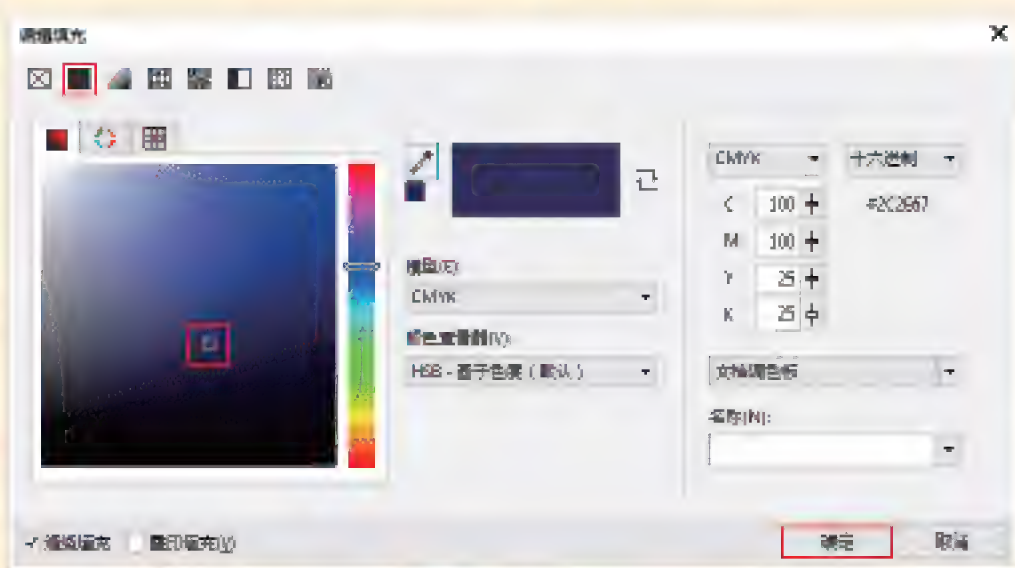 编辑填充
CMYK
十六进制
C 100
#2C2667
M 100
Y 25
K 25
模型(E):
CMYK
颜色查看器(V):
HSB - 基于色度(默认)
文档调色板
名称(N):
缠绕填充
叠印填充(V)
确定
取消